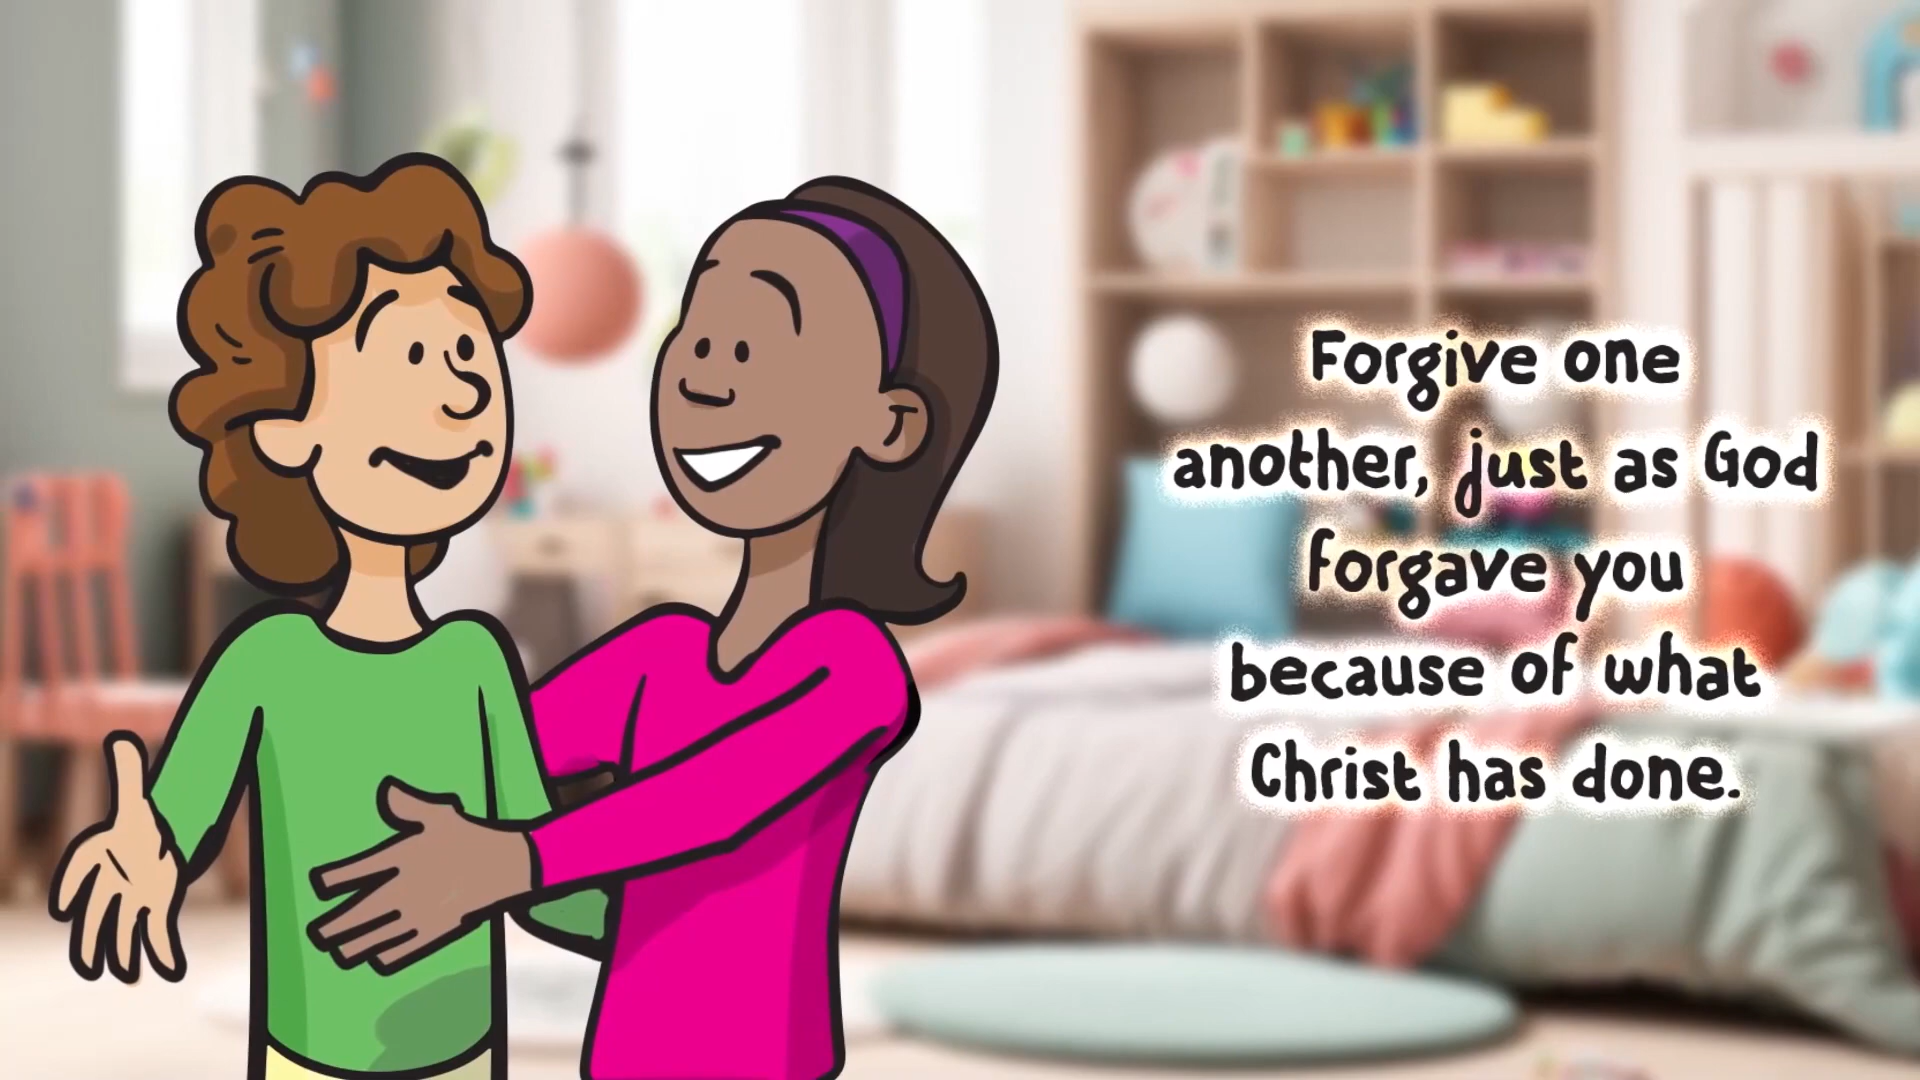 Forgive one
another, just as God
forgave you
because of what
Christ has done.